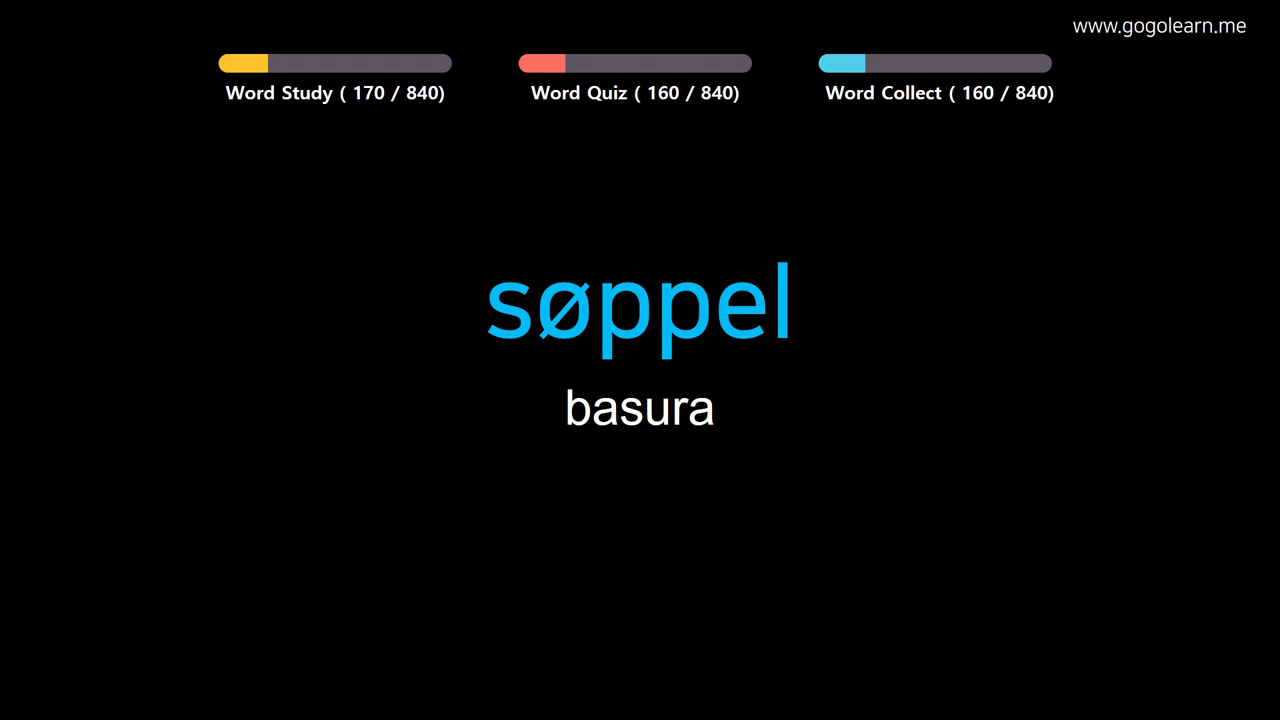 www.gogolearn.me
Word Study ( 170 / 840)
Word Quiz ( 160 / 840)
Word Collect ( 160 / 840)
søppel
basura